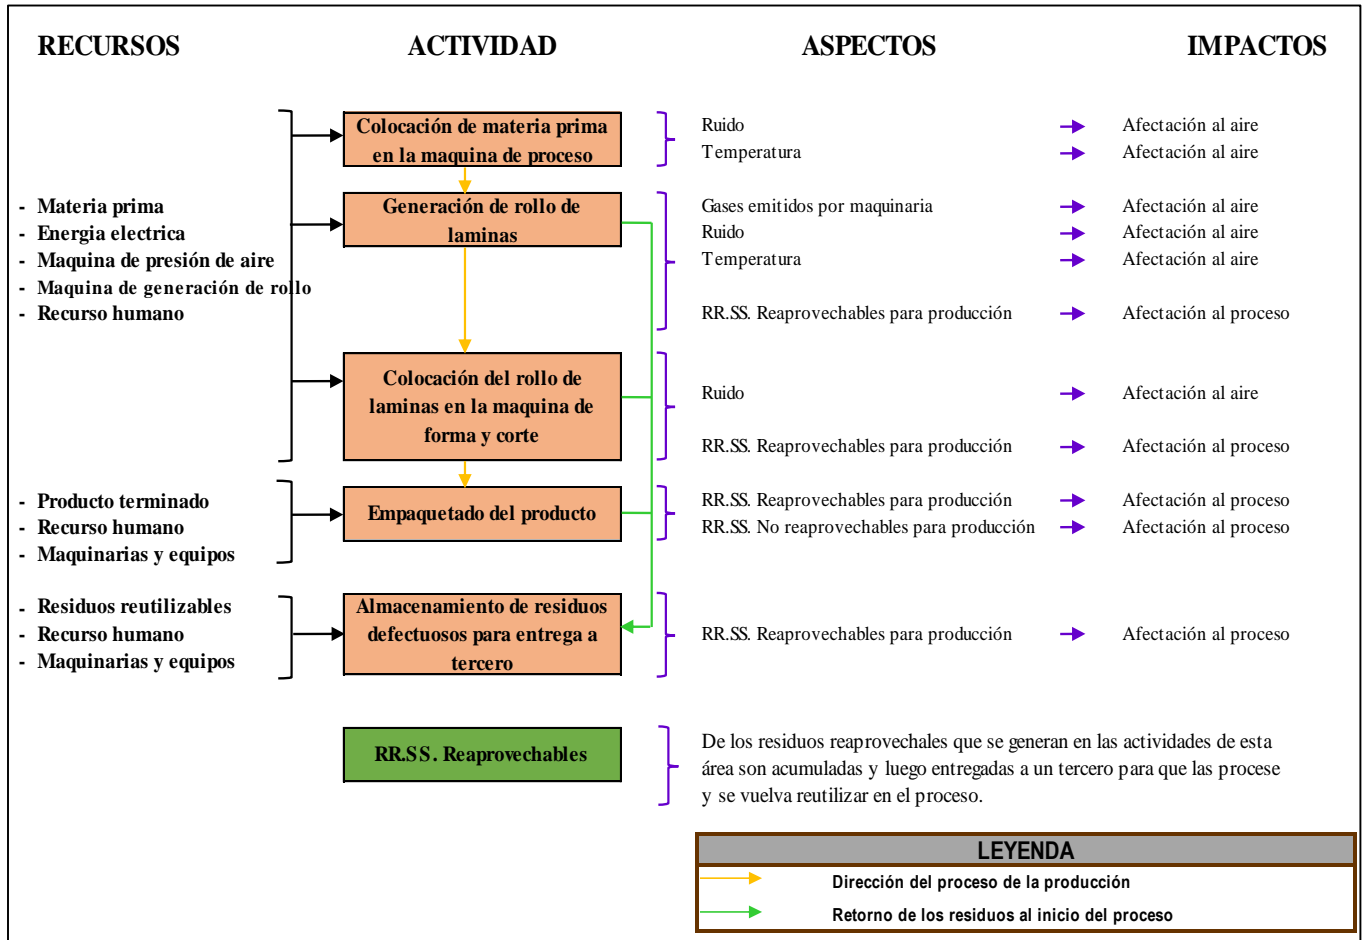 RECURSOS ACTIVIDAD ASPECTOS IMPACTOS
Colocación de materia prima
en la maquina de proceso
Ruido Afectación al aire
Temperatura Afectación al aire
- Materia prima
- Energia electrica
- Maquina de presión de aire
- Maquina de generación de rollo
- Recurso humano
Generación de rollo de
laminas
Gases emitidos por maquinaria Afectación al aire
Ruido Afectación al aire
Temperatura Afectación al aire
RR.SS. Reaprovechables para producción Afectación al proceso
Colocación del rollo de
laminas en la maquina de
forma y corte
Ruido Afectación al aire
RR.SS. Reaprovechables para producción Afectación al proceso
- Producto terminado
- Recurso humano
- Maquinarias y equipos
Empaquetado del producto
RR.SS. Reaprovechables para producción Afectación al proceso
RR.SS. No reaprovechables para producción Afectación al proceso
- Residuos reutilizables
- Recurso humano
- Maquinarias y equipos
Almacenamiento de residuos
defectuosos para entrega a
tercero
RR.SS. Reaprovechables para producción Afectación al proceso
RR.SS. Reaprovechables
De los residuos reaprovechales que se generan en las actividades de esta
área son acumuladas y luego entregadas a un tercero para que las procese
y se vuelva reutilizar en el proceso.
LEYENDA
Dirección del proceso de la producción
Retorno de los residuos al inicio del proceso